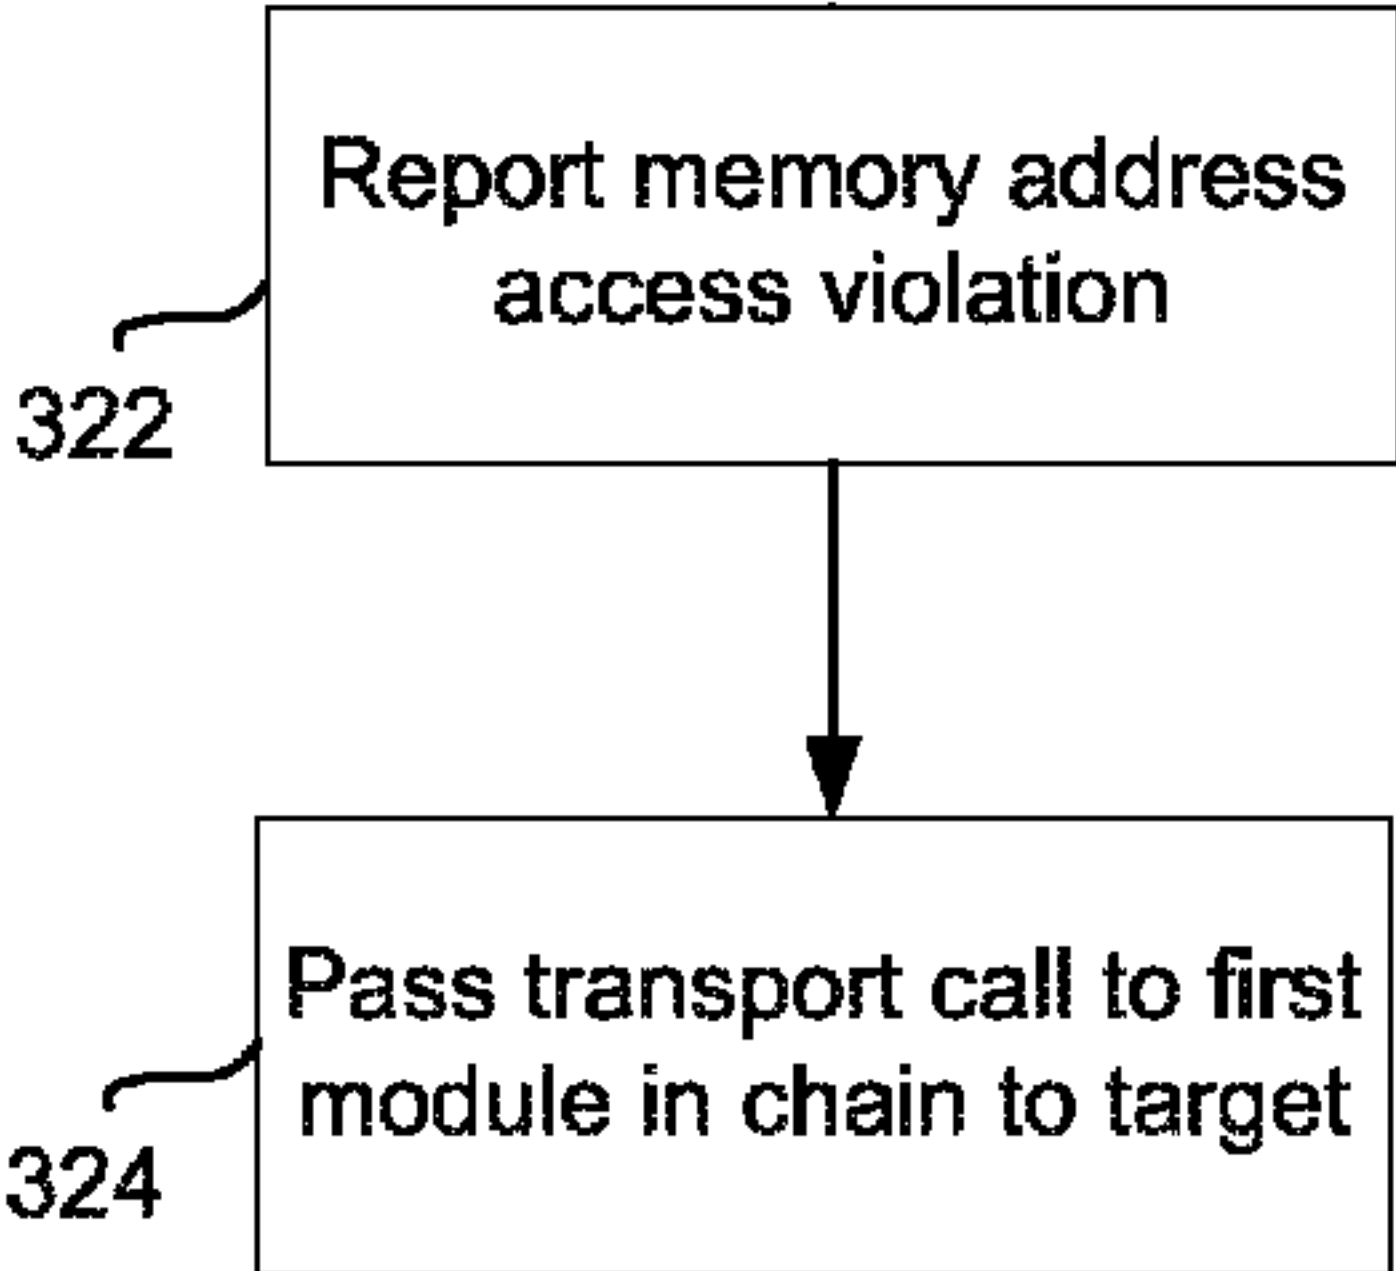 Report memory address
access violation
322
Pass transport call to first
module in chain to target
324